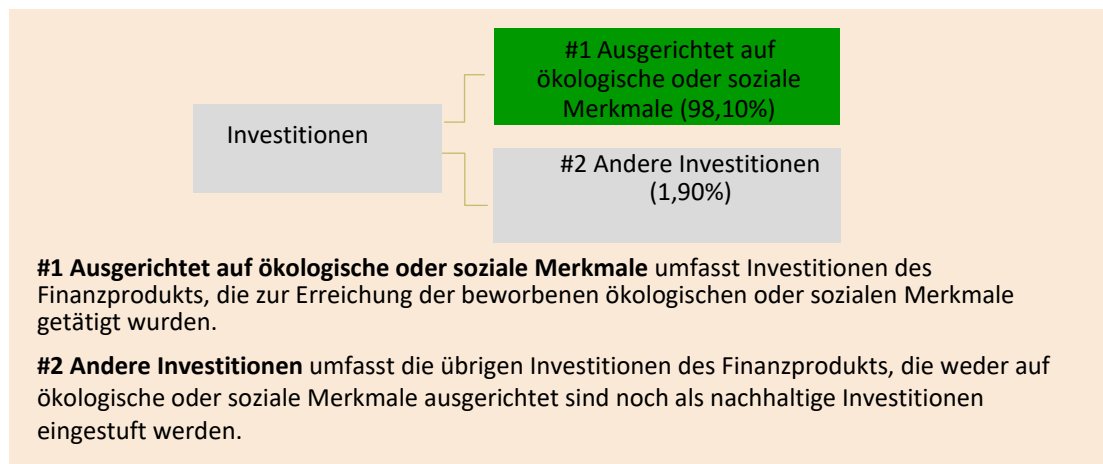 #1 Ausgerichtet auf
ökologische oder soziale
Merkmale (98,10%)
Investitionen
#2 Andere Investitionen
(1,90%)
#1 Ausgerichtet auf ökologische oder soziale Merkmale umfasst Investitionen des
Finanzprodukts, die zur Erreichung der beworbenen ökologischen oder sozialen Merkmale
getätigt wurden.
#2 Andere Investitionen umfasst die übrigen Investitionen des Finanzprodukts, die weder auf
ökologische oder soziale Merkmale ausgerichtet sind noch als nachhaltige Investitionen
eingestuft werden.